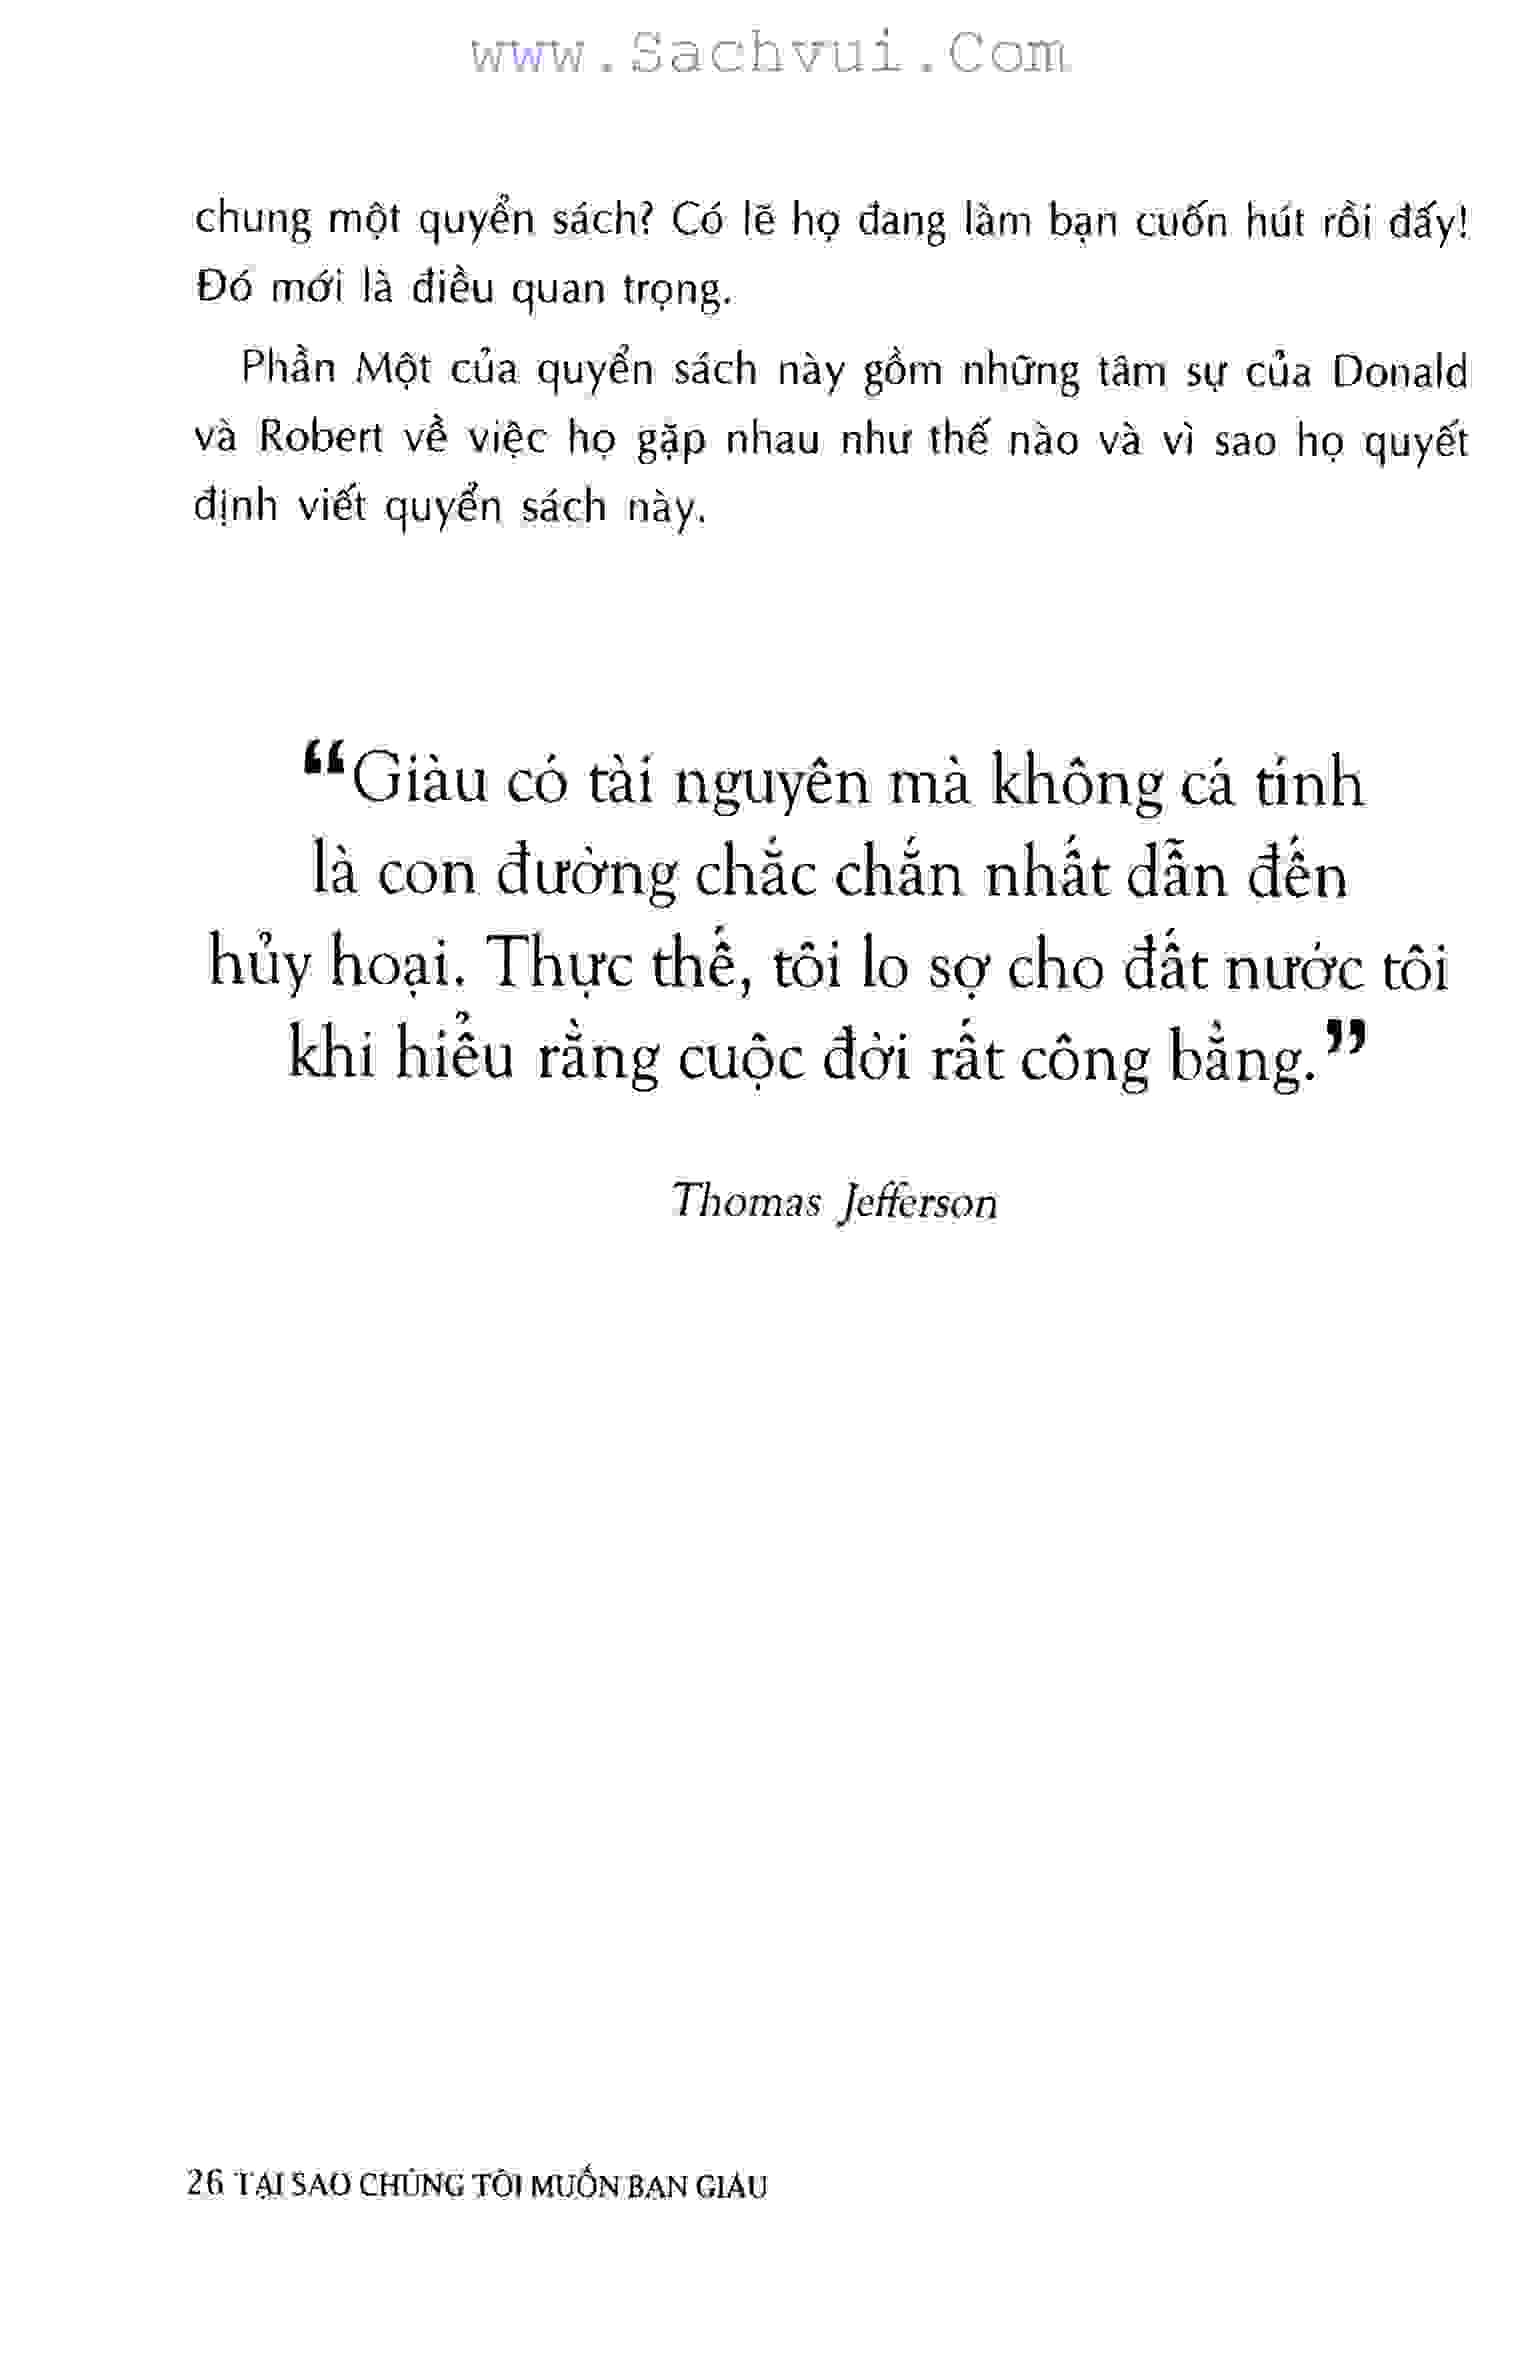 www.Sachvui.Com
chung một quyển sách? Có lẽ họ đang làm bạn cuốn hút rồi đấy!
Đó mới là điều quan trọng.
Phần Một của quyển sách này gồm những tâm sự của Donald
và Robert về việc họ gặp nhau như thế nào và vì sao họ quyết
định viết quyển sách này.
“Giàu có tài nguyên mà không cá tính
là con đường chắc chắn nhất dẫn đến
hủy hoại. Thực thế, tôi lo sợ cho đất nước tôi
khi hiểu rằng cuộc đời rất công bằng.”
Thomas Jefferson
26 TẠI SAO CHÚNG TÔI MUỐN BẠN GIÀU